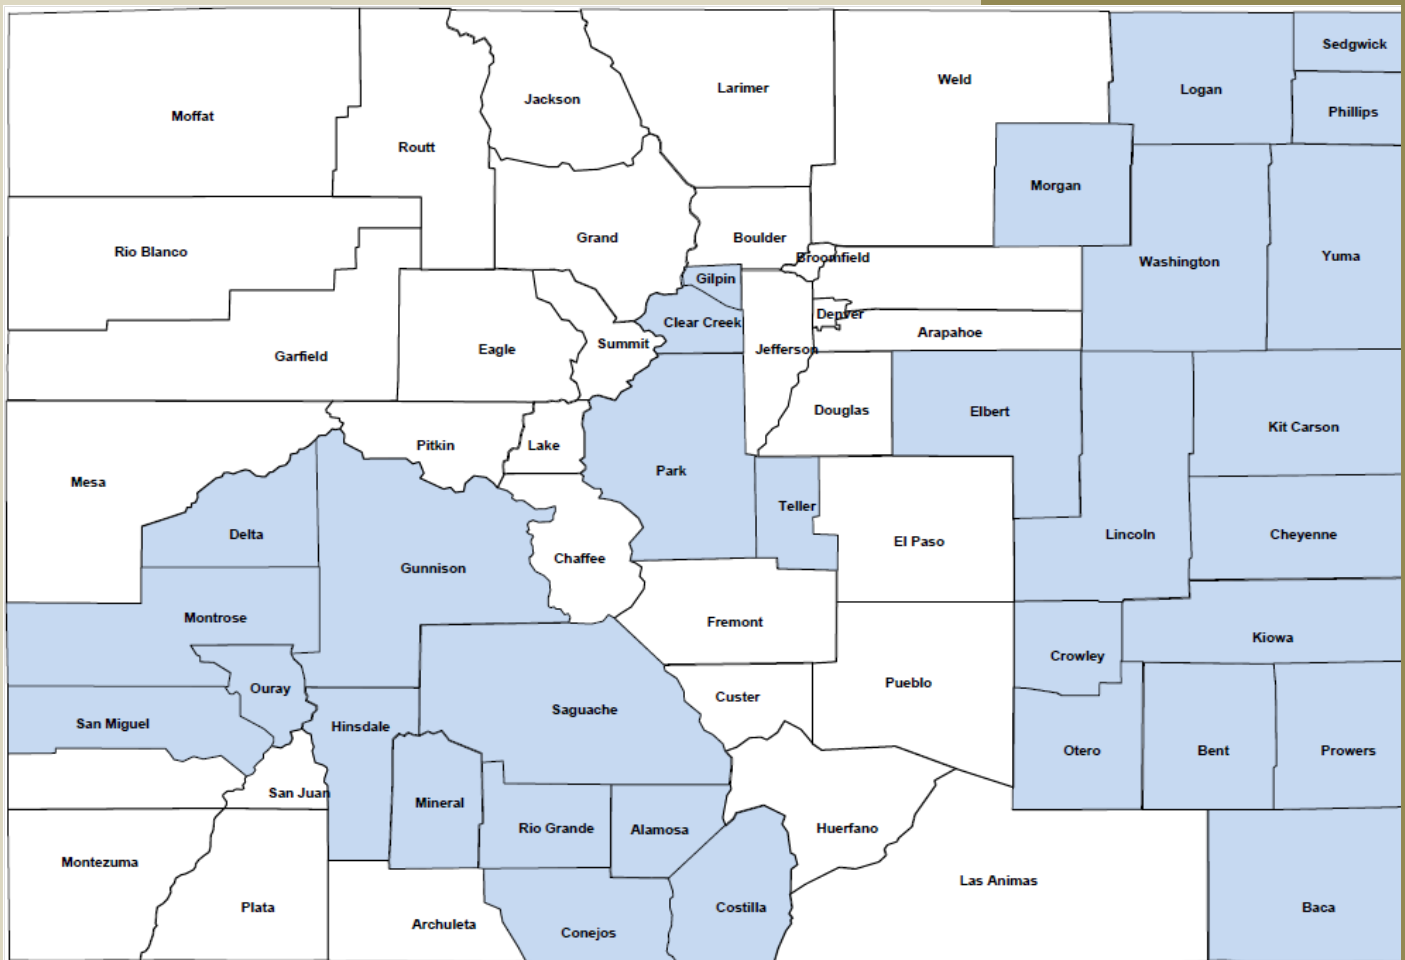 Sedgwick
Weld
Larimer
Logan
Jackson
Phillips
Moffat
Routt
Morgan
Grand
Boulder
Rio Blanco
Broomfield
Yuma
Washington
Gilpin
Denver
Clear Creek
Arapahoe
Summit
Eagle
Jefferson
Garfield
Douglas
Elbert
Kit Carson
Pitkin
Lake
Park
Mesa
Teller
Delta
Lincoln
Cheyenne
El Paso
Chaffee
Gunnison
Montrose
Fremont
Kiowa
Crowley
Pueblo
Ouray
Custer
Saguache
San Miguel
Hinsdale
Otero
Bent
Prowers
San Juan
Mineral
Rio Grande
Alamosa
Huerfano
Montezuma
Las Animas
Plata
Costilla
Baca
Archuleta
Conejos